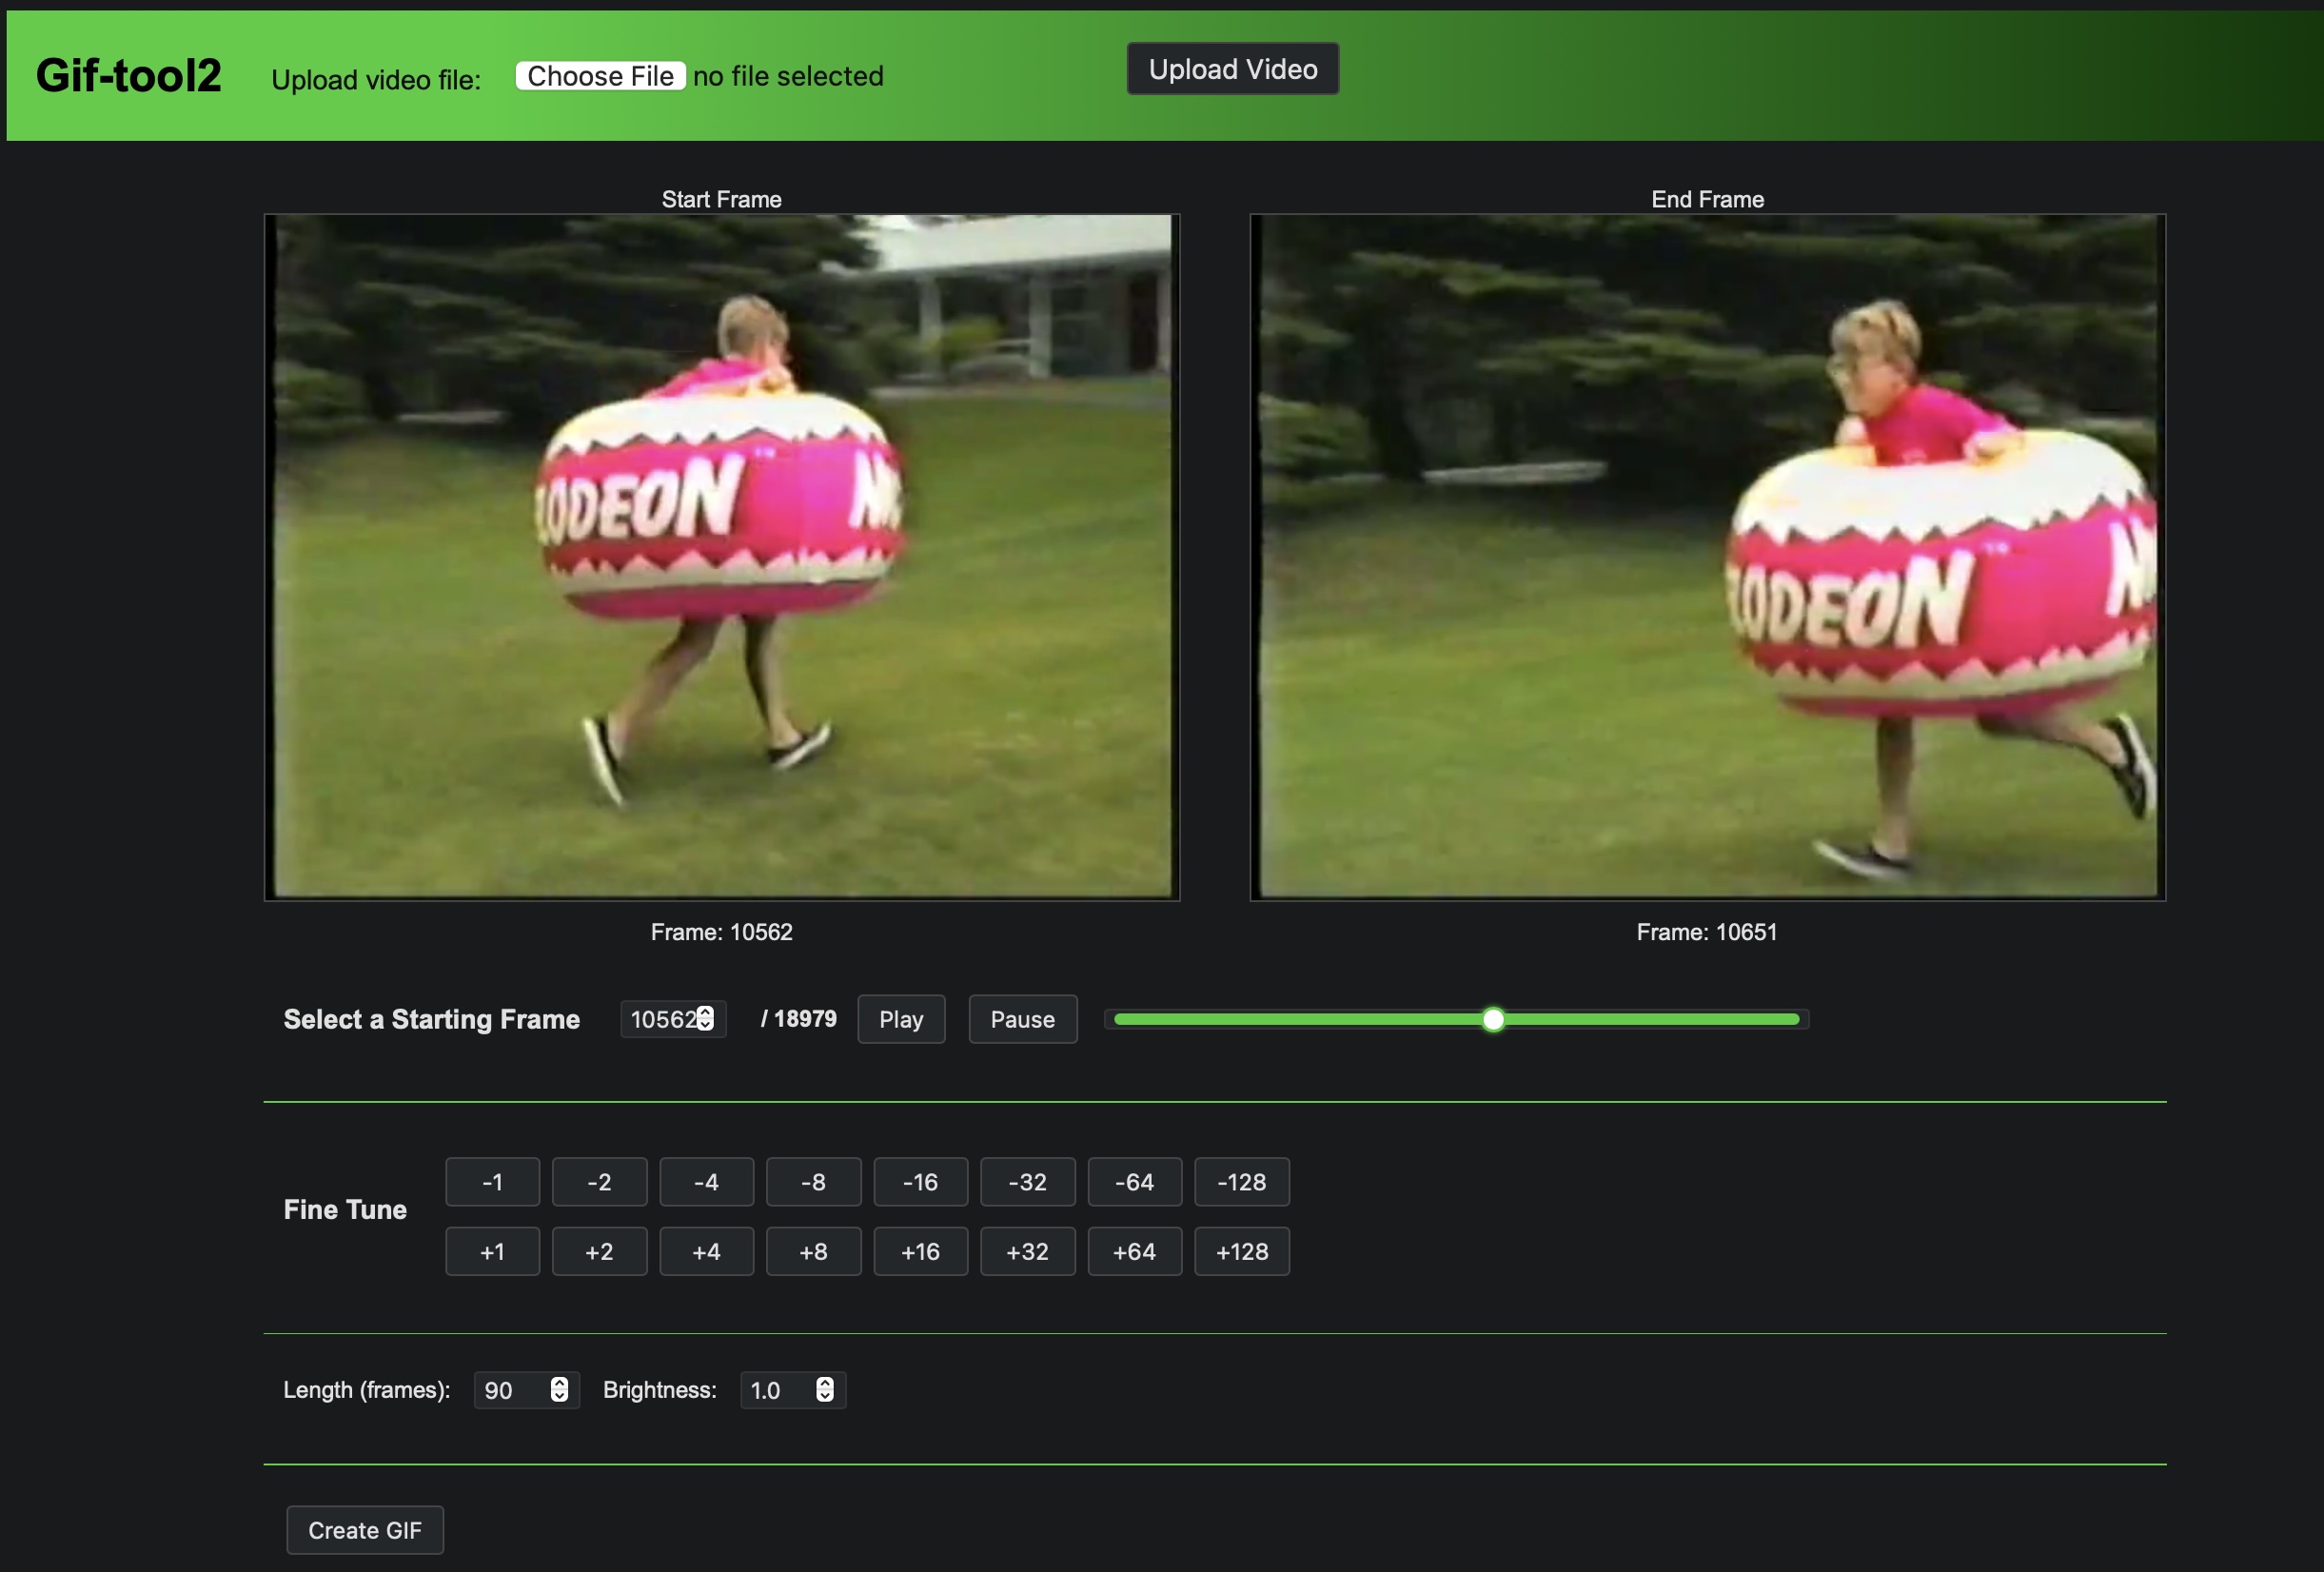 Gif-tool2 Upload video file: Choose File no file selected Upload Video
Start Frame End Frame
LODEON™ LODEON™
Frame: 10562 Frame: 10651
Select a Starting Frame 10562 / 18979 Play Pause
-1 -2 -4 -8 -16 -32 -64 -128
Fine Tune
+1 +2 +4 +8 +16 +32 +64 +128
Length (frames): 90 Brightness: 1.0
Create GIF